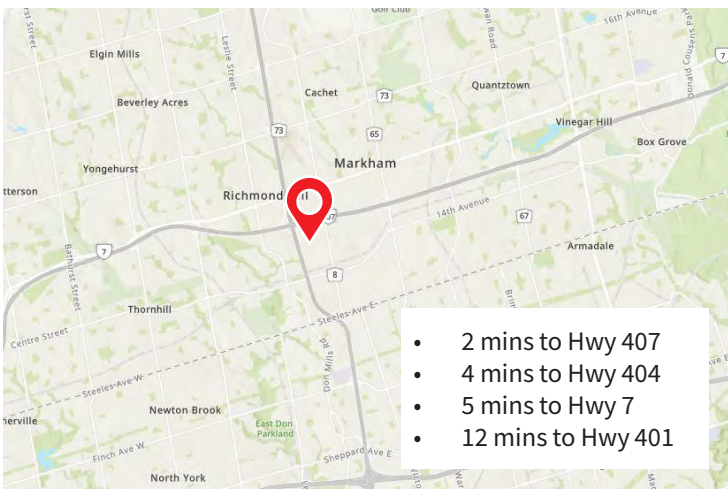 Golf Club
16th Avenue
Leslie Street
Elgin Mills
7
Cachet
Quantztown
73
Beverley Acres
Vinegar Hill
73
65
Box Grove
Markham
Yongehurst
Richmond
14th Avenue
67
Bathurst Street
7
Armadale
8
Thornhill
Steeles Ave E
Centre Street
Don Mills Rd
Steeles Ave W
Newton Brook
East Don
Parkland
Finch Ave W
Sheppard Ave E
North York
• 2 mins to Hwy 407
• 4 mins to Hwy 404
• 5 mins to Hwy 7
• 12 mins to Hwy 401